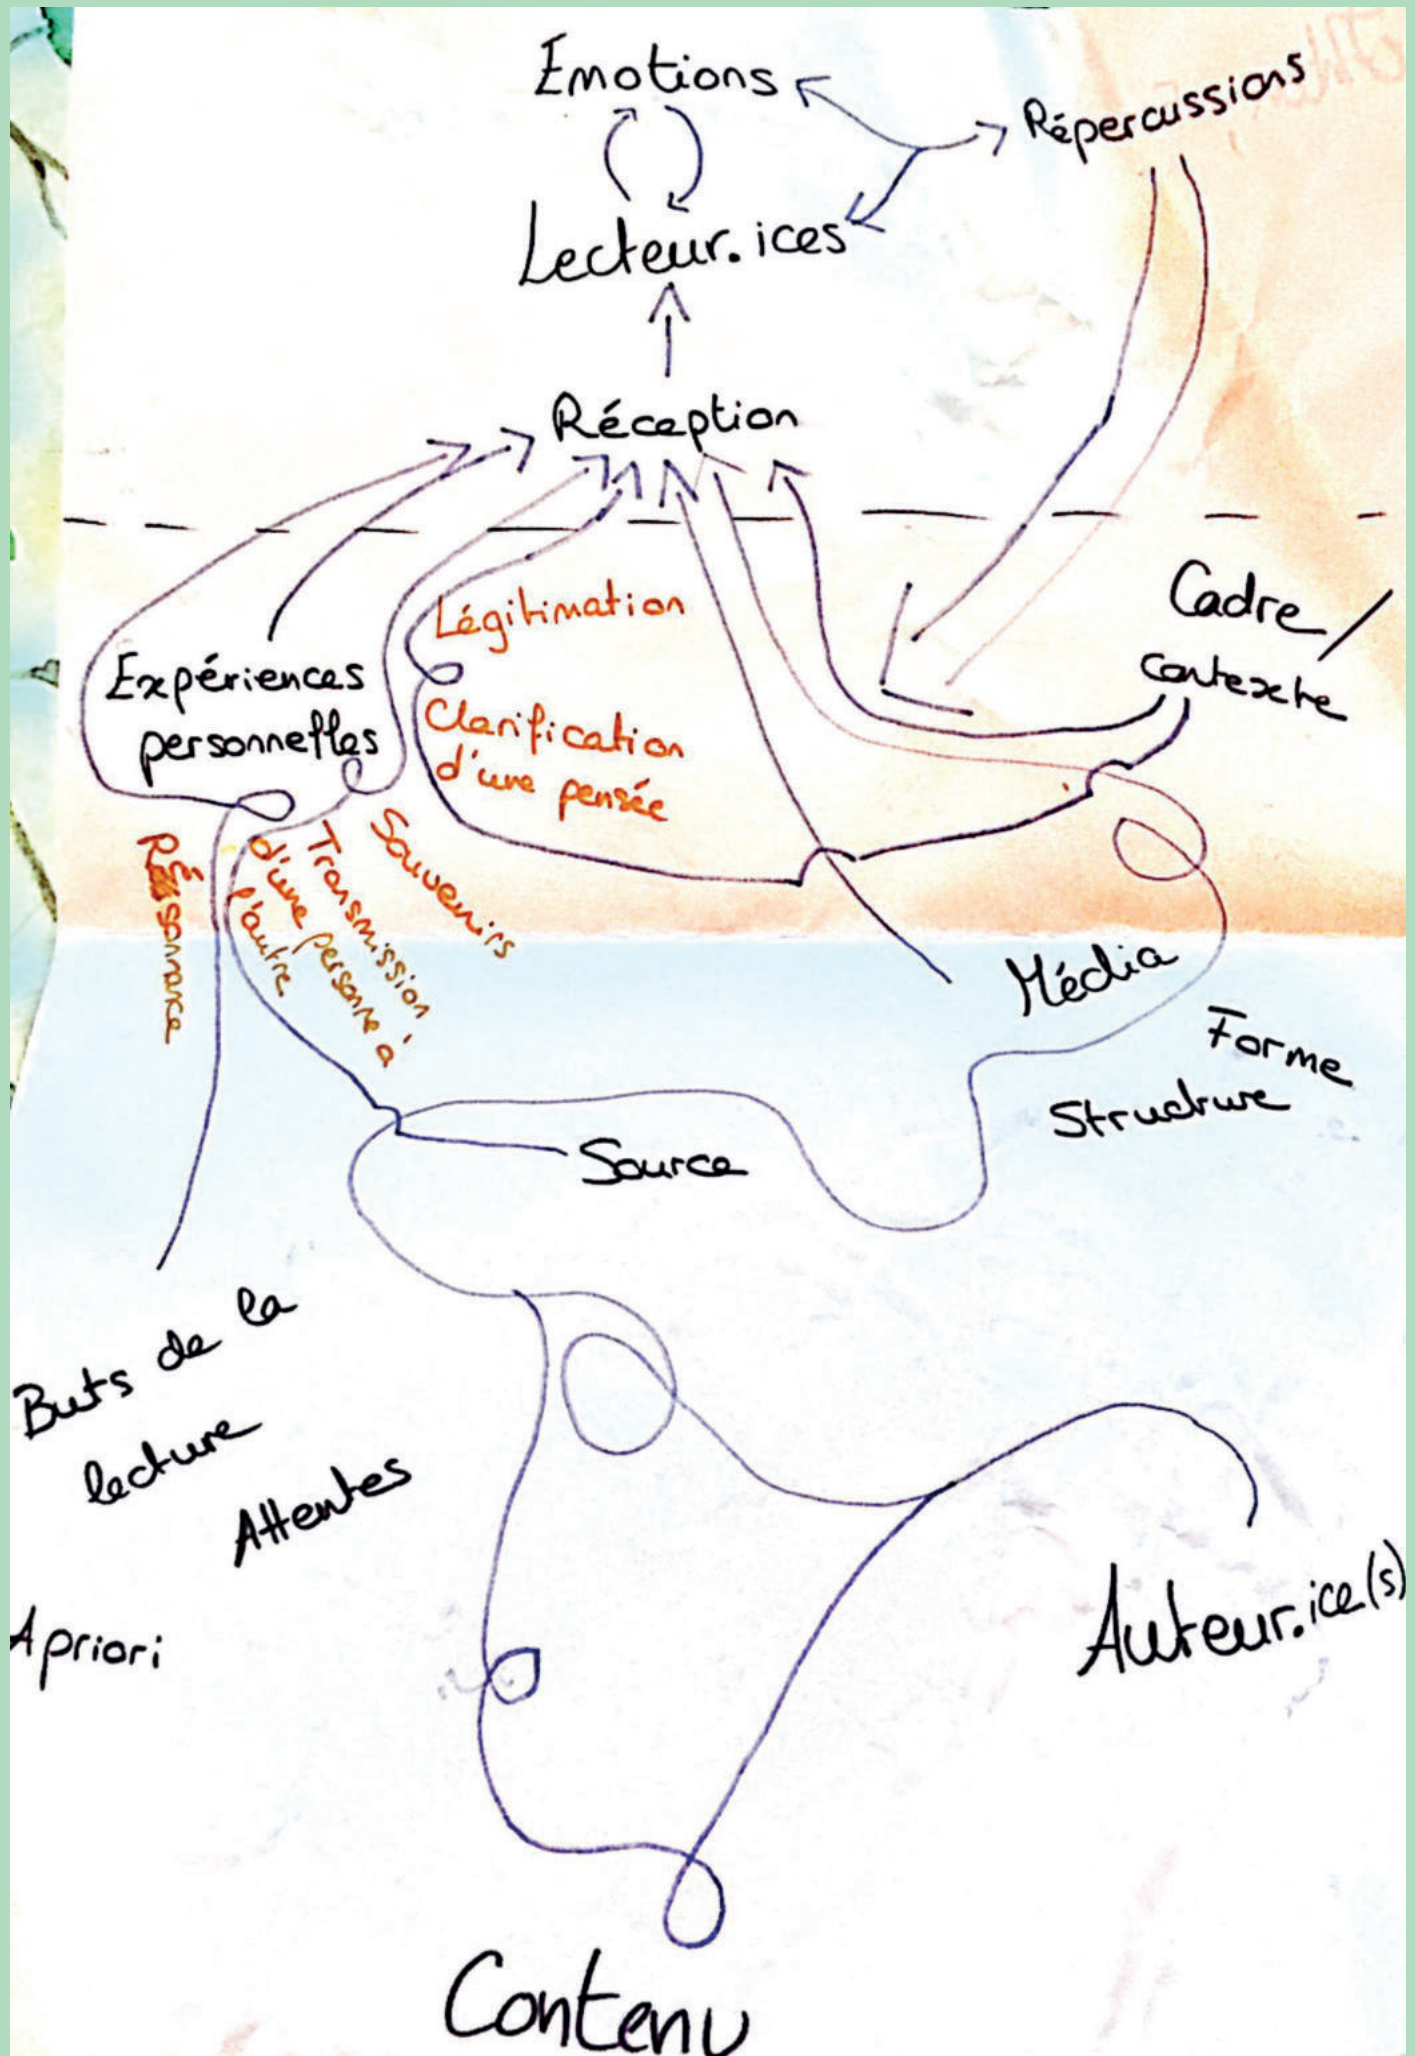 Emotions
Répercussions
Lecteur.ices
Réception
Légitimation
Cadre /
contexte
Expériences
personnelles
Clarification
d'une pensée
Résonnance
Transmission
d'une personne à
l'autre
Souvenirs
Média
Forme
Structure
Source
Buts de la
lecture
Attentes
Apriori
Auteur.ice(s)
Contenu